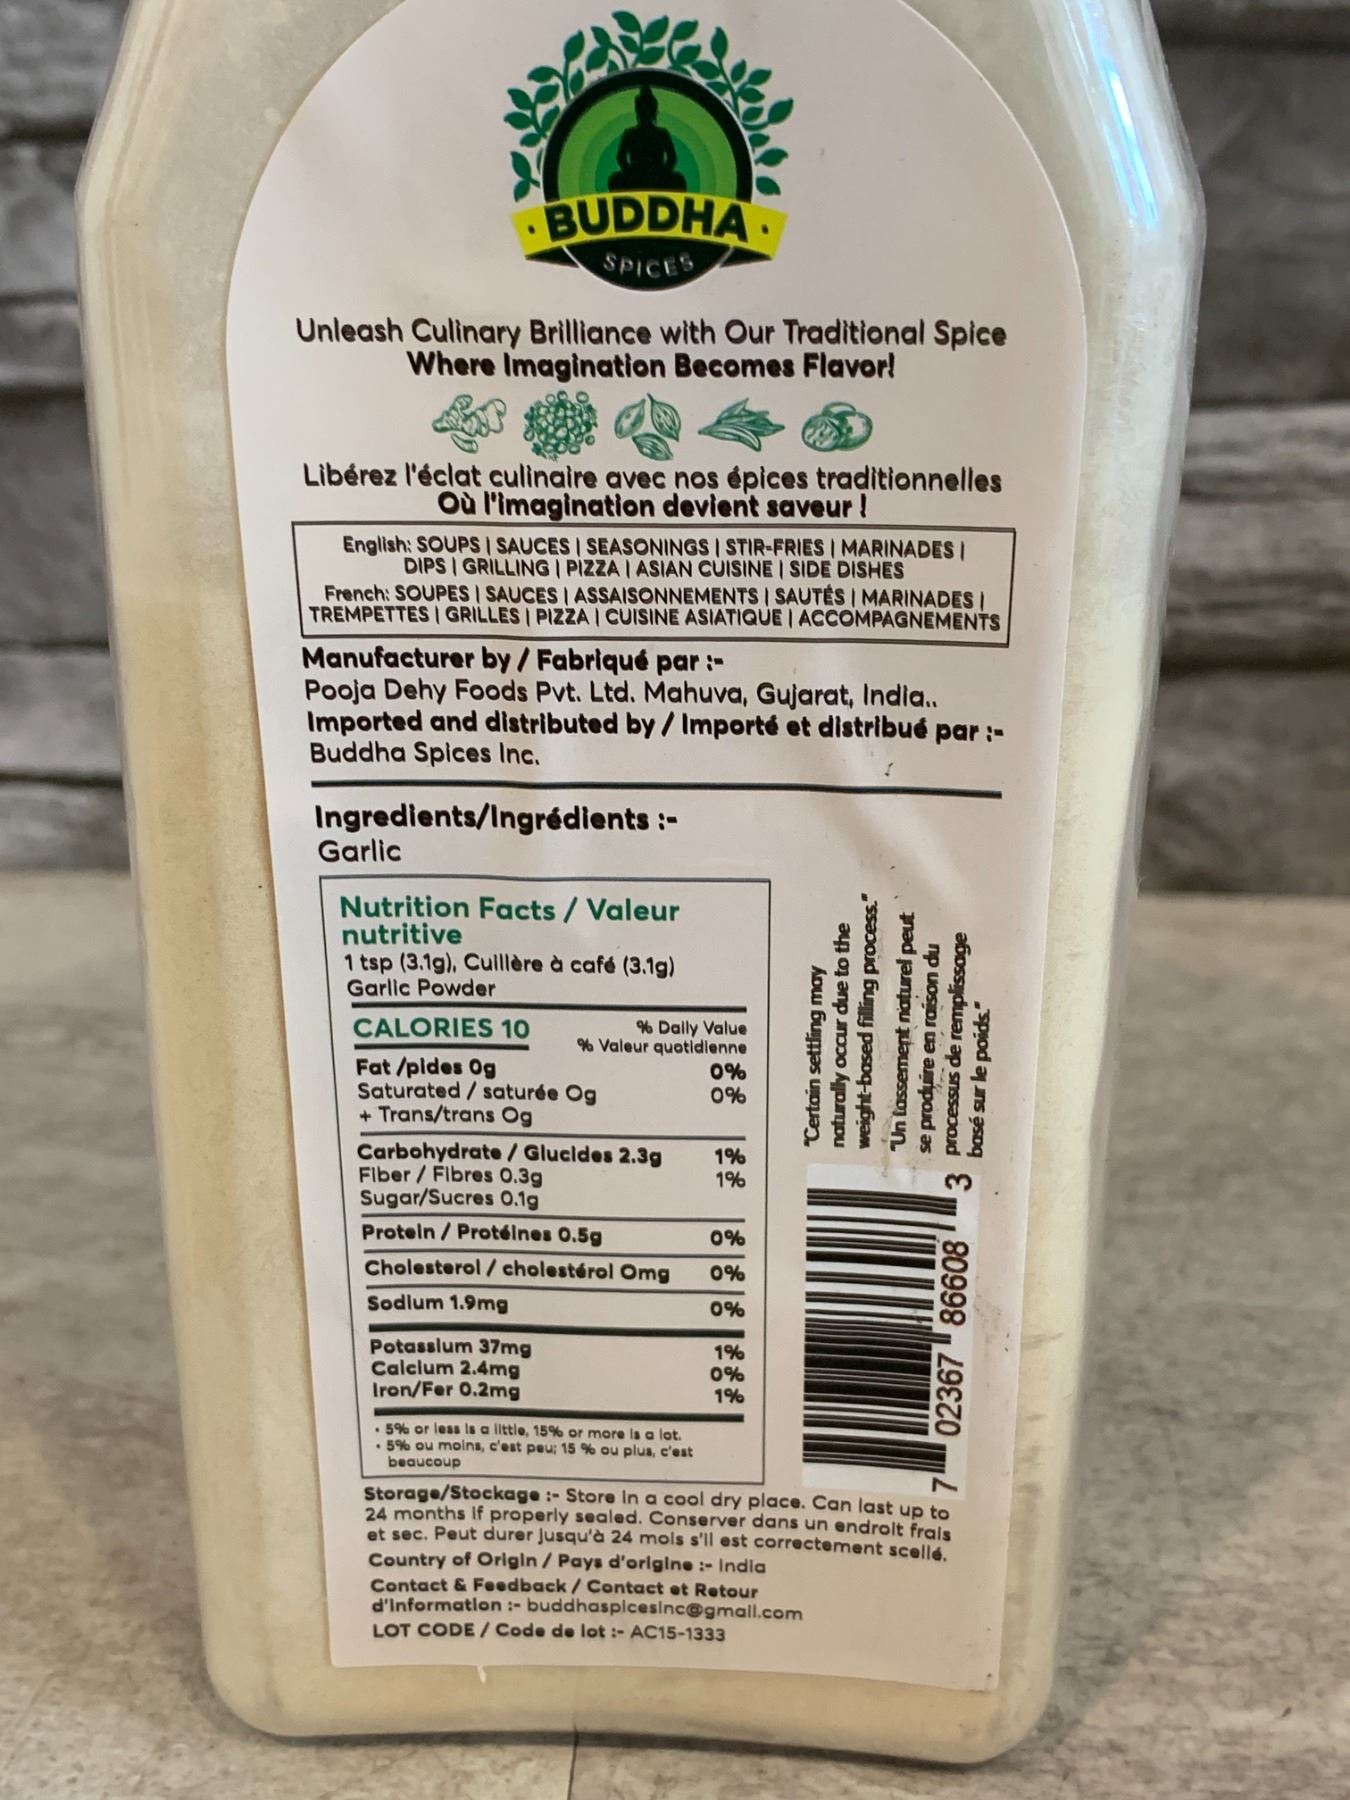 BUDDHA
SPICES
Unleash Culinary Brilliance with Our Traditional Spice
Where Imagination Becomes Flavor!
Libérez l'éclat culinaire avec nos épices traditionnelles
Où l'imagination devient saveur !
English: SOUPS | SAUCES | SEASONINGS | STIR-FRIES | MARINADES |
DIPS | GRILLING | PIZZA | ASIAN CUISINE | SIDE DISHES
French: SOUPES | SAUCES | ASSAISONNEMENTS | SAUTÉS | MARINADES |
TREMPETTES | GRILLES | PIZZA | CUISINE ASIATIQUE | ACCOMPAGNEMENTS
Manufacturer by / Fabriqué par :-
Pooja Dehy Foods Pvt. Ltd. Mahuva, Gujarat, India..
Imported and distributed by / Importé et distribué par :-
Buddha Spices Inc.
Ingredients/Ingrédients :-
Garlic
Nutrition Facts / Valeur
nutritive
1 tsp (3.1g), Cuillère à café (3.1g)
Garlic Powder
CALORIES 10 % Daily Value
% Valeur quotidienne
Fat /pides 0g 0%
Saturated / saturée 0g 0%
+ Trans/trans 0g
Carbohydrate / Glucides 2.3g 1%
Fiber / Fibres 0.3g 1%
Sugar/Sucres 0.1g
Protein / Protéines 0.5g 0%
Cholesterol / cholestérol 0mg 0%
Sodium 1.9mg 0%
Potassium 37mg 1%
Calcium 2.4mg 0%
Iron/Fer 0.2mg 1%
• 5% or less is a little, 15% or more is a lot.
• 5% ou moins, c'est peu; 15 % ou plus, c'est
beaucoup
"Certain settling may
naturally occur due to the
weight-based filling process."
"Un tassement naturel peut
se produire en raison du
processus de remplissage
basé sur le poids."
7 02367 86608 3
Storage/Stockage :- Store in a cool dry place. Can last up to
24 months if properly sealed. Conserver dans un endroit frais
et sec. Peut durer jusqu'à 24 mois s'il est correctement scellé.
Country of Origin / Pays d'origine :- India
Contact & Feedback / Contact et Retour
d'Information :- buddhaspicesinc@gmail.com
LOT CODE / Code de lot :- AC15-1333